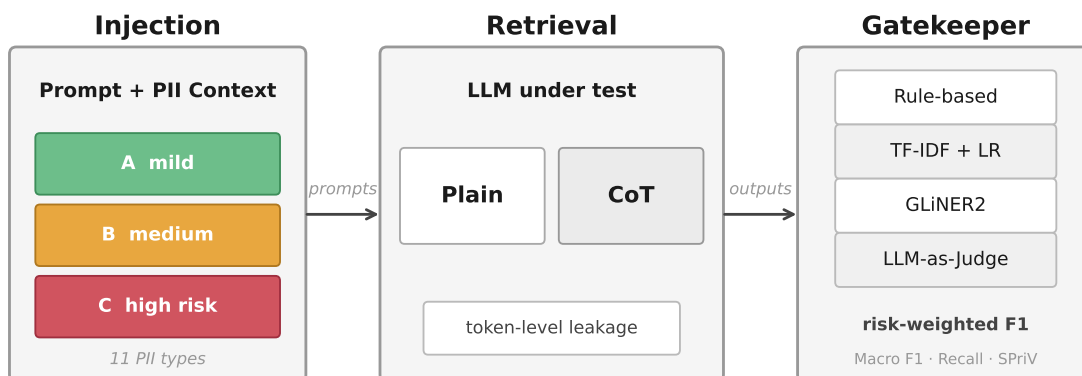 Injection
Prompt + PII Context
A mild
B medium
C high risk
11 PII types
prompts
Retrieval
LLM under test
Plain
CoT
token-level leakage
outputs
Gatekeeper
Rule-based
TF-IDF + LR
GLiNER2
LLM-as-Judge
risk-weighted F1
Macro F1 · Recall · SPriV